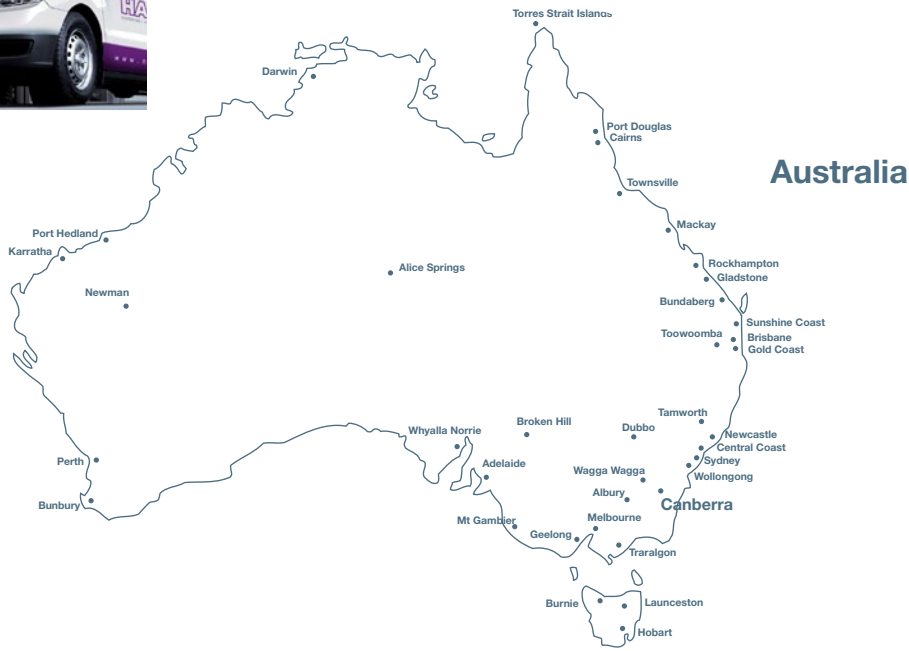 HA
Torres Strait Islands
Darwin
Port Douglas
Cairns
Australia
Townsville
Mackay
Port Hedland
Karratha
Rockhampton
Alice Springs
Gladstone
Newman
Bundaberg
Sunshine Coast
Toowoomba
Brisbane
Gold Coast
Tamworth
Broken Hill
Dubbo
Whyalla Norrie
Newcastle
Central Coast
Perth
Sydney
Adelaide
Wagga Wagga
Wollongong
Albury
Bunbury
Canberra
Mt Gambier
Melbourne
Geelong
Traralgon
Burnie
Launceston
Hobart